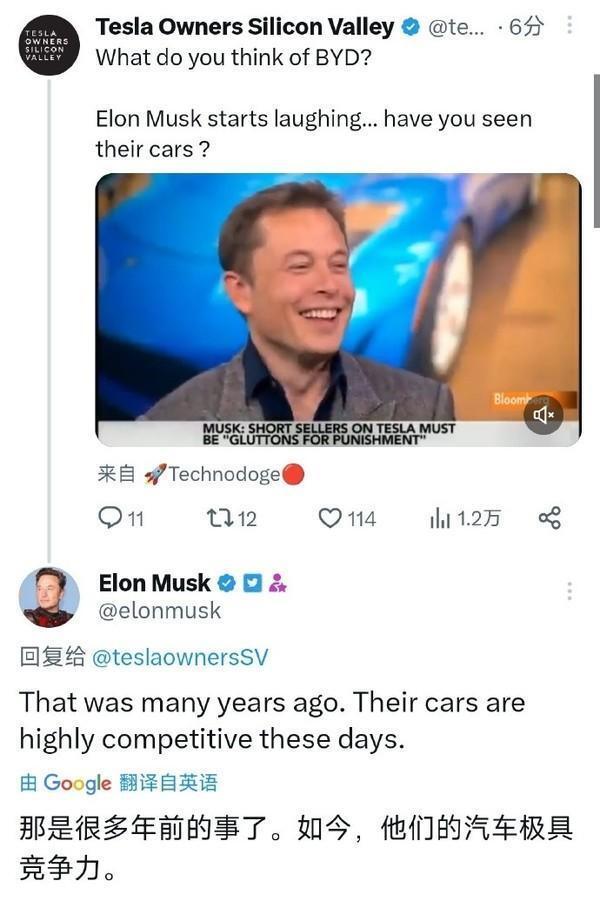 TESLA
OWNERS
SILICON
VALLEY
Tesla Owners Silicon Valley @te... · 6分
What do you think of BYD?
Elon Musk starts laughing... have you seen
their cars ?
Bloomberg
MUSK: SHORT SELLERS ON TESLA MUST
BE "GLUTTONS FOR PUNISHMENT"
来自 🚀Technodoge🔴
11 12 114 1.2万
Elon Musk
@elonmusk
回复给 @teslaownersSV
That was many years ago. Their cars are
highly competitive these days.
由 Google 翻译自英语
那是很多年前的事了。如今，他们的汽车极具
竞争力。